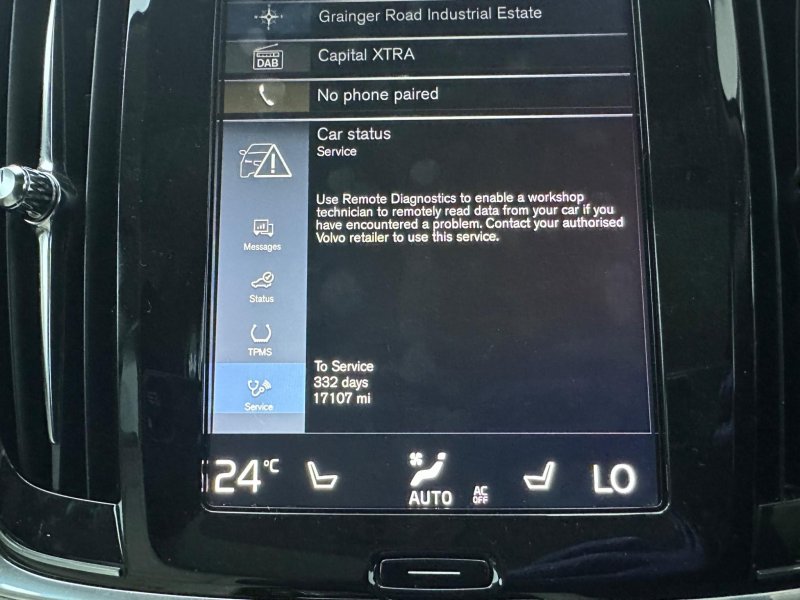 Grainger Road Industrial Estate
DAB
Capital XTRA
No phone paired
Car status
Service
Use Remote Diagnostics to enable a workshop
technician to remotely read data from your car if you
have encountered a problem. Contact your authorised
Volvo retailer to use this service.
Messages
Status
TPMS
Service
To Service
332 days
17107 mi
24°C
AUTO
AC
OFF
LO